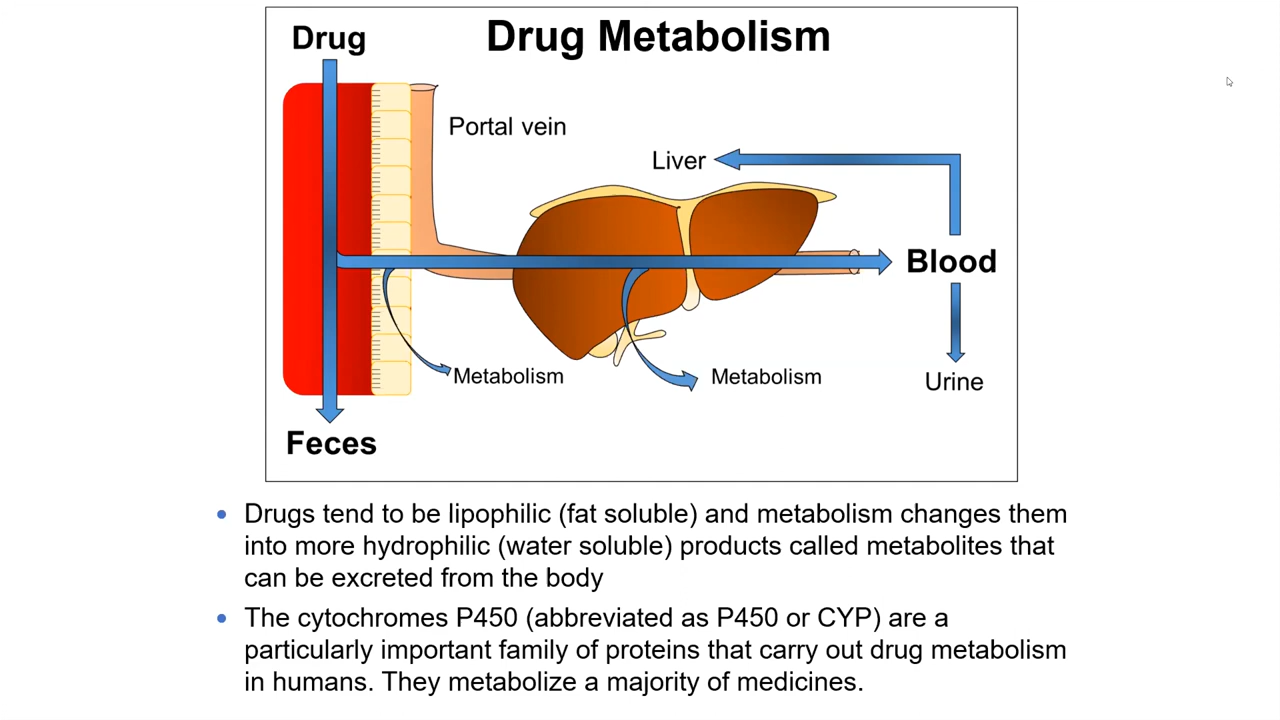 Drug
Drug Metabolism
Portal vein
Liver
Blood
Metabolism
Metabolism
Urine
Feces
• Drugs tend to be lipophilic (fat soluble) and metabolism changes them
into more hydrophilic (water soluble) products called metabolites that
can be excreted from the body
• The cytochromes P450 (abbreviated as P450 or CYP) are a
particularly important family of proteins that carry out drug metabolism
in humans. They metabolize a majority of medicines.